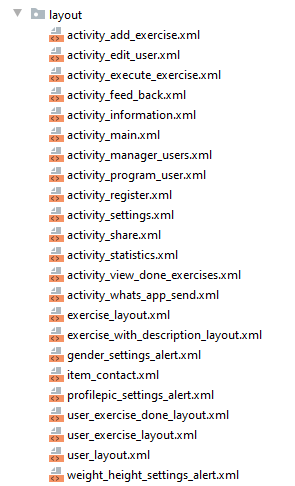 layout
activity_add_exercise.xml
activity_edit_user.xml
activity_execute_exercise.xml
activity_feed_back.xml
activity_information.xml
activity_main.xml
activity_manager_users.xml
activity_program_user.xml
activity_register.xml
activity_settings.xml
activity_share.xml
activity_statistics.xml
activity_view_done_exercises.xml
activity_whats_app_send.xml
exercise_layout.xml
exercise_with_description_layout.xml
gender_settings_alert.xml
item_contact.xml
profilepic_settings_alert.xml
user_exercise_done_layout.xml
user_exercise_layout.xml
user_layout.xml
weight_height_settings_alert.xml